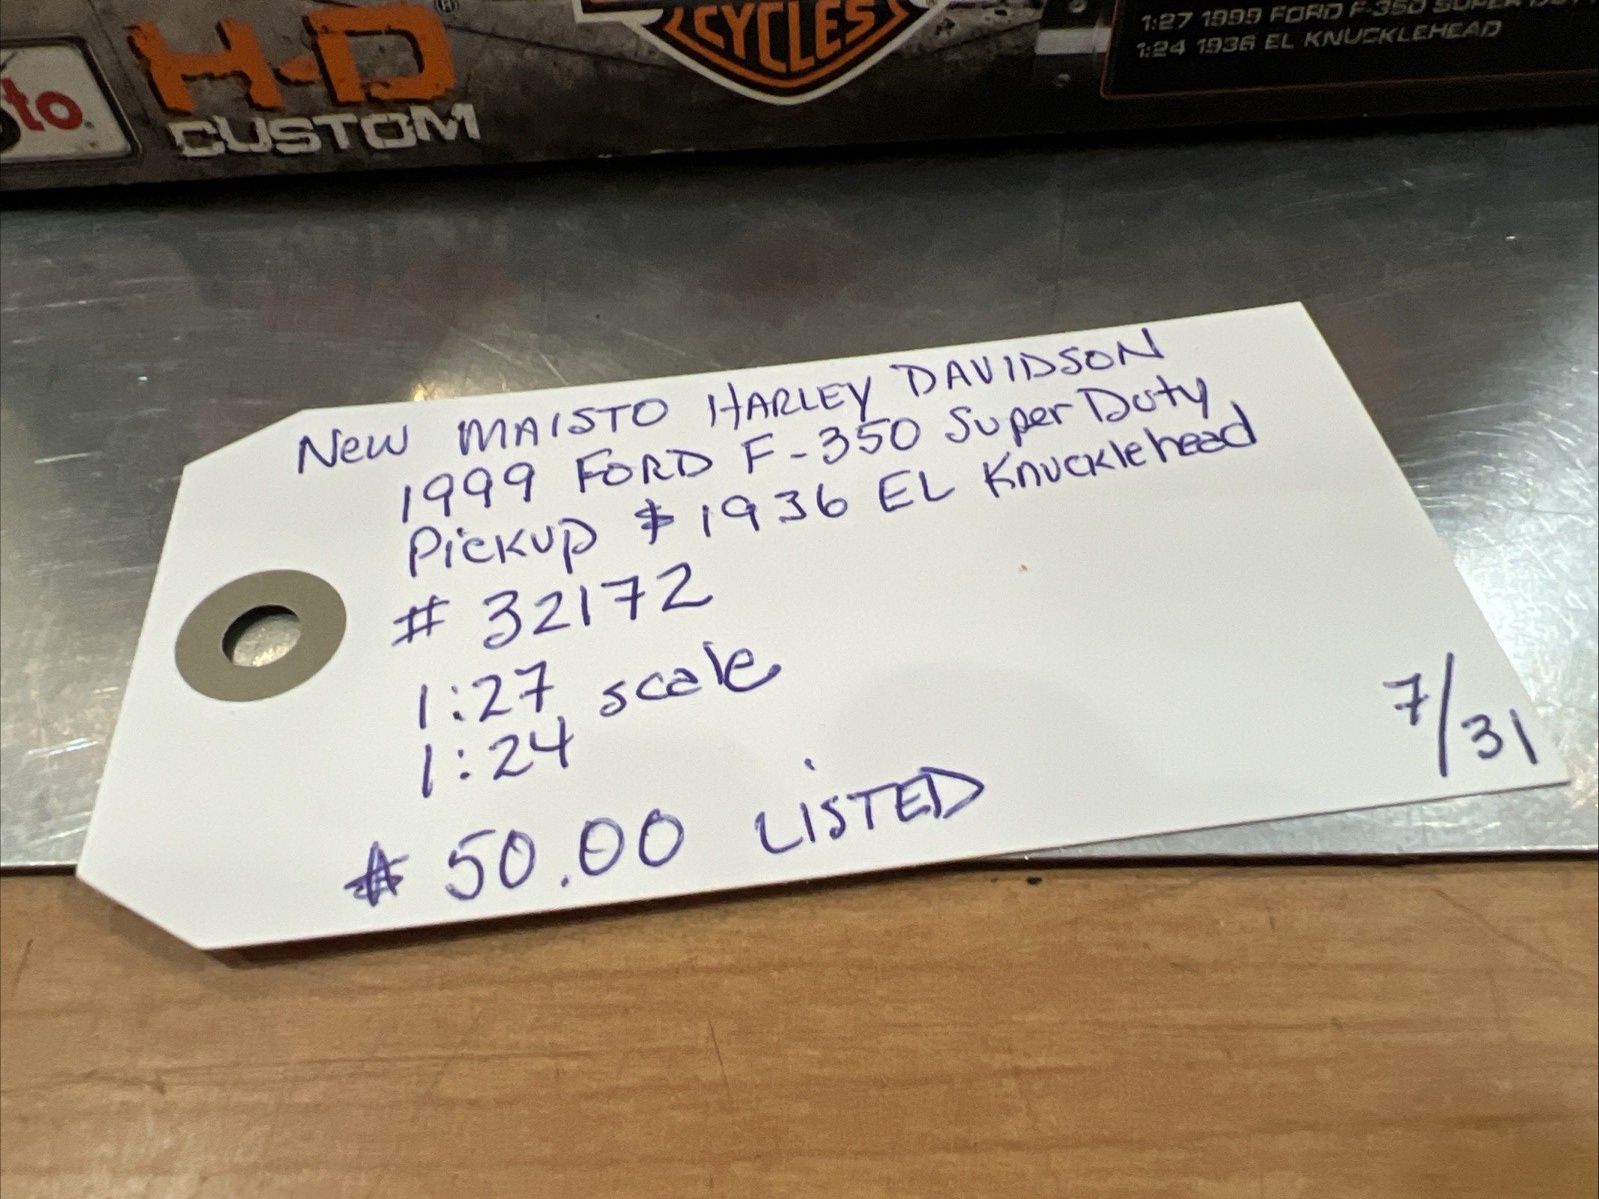 H-D®
CUSTOM
CYCLES
1:27 1999 FORD F-350 SUPER
1:24 1936 EL KNUCKLEHEAD
New MAISTO HARLEY DAVIDSON
1999 FORD F-350 Super Duty
Pickup & 1936 EL Knucklehead
# 32172
1:27 scale
1:24
$ 50.00 LISTED
7/31